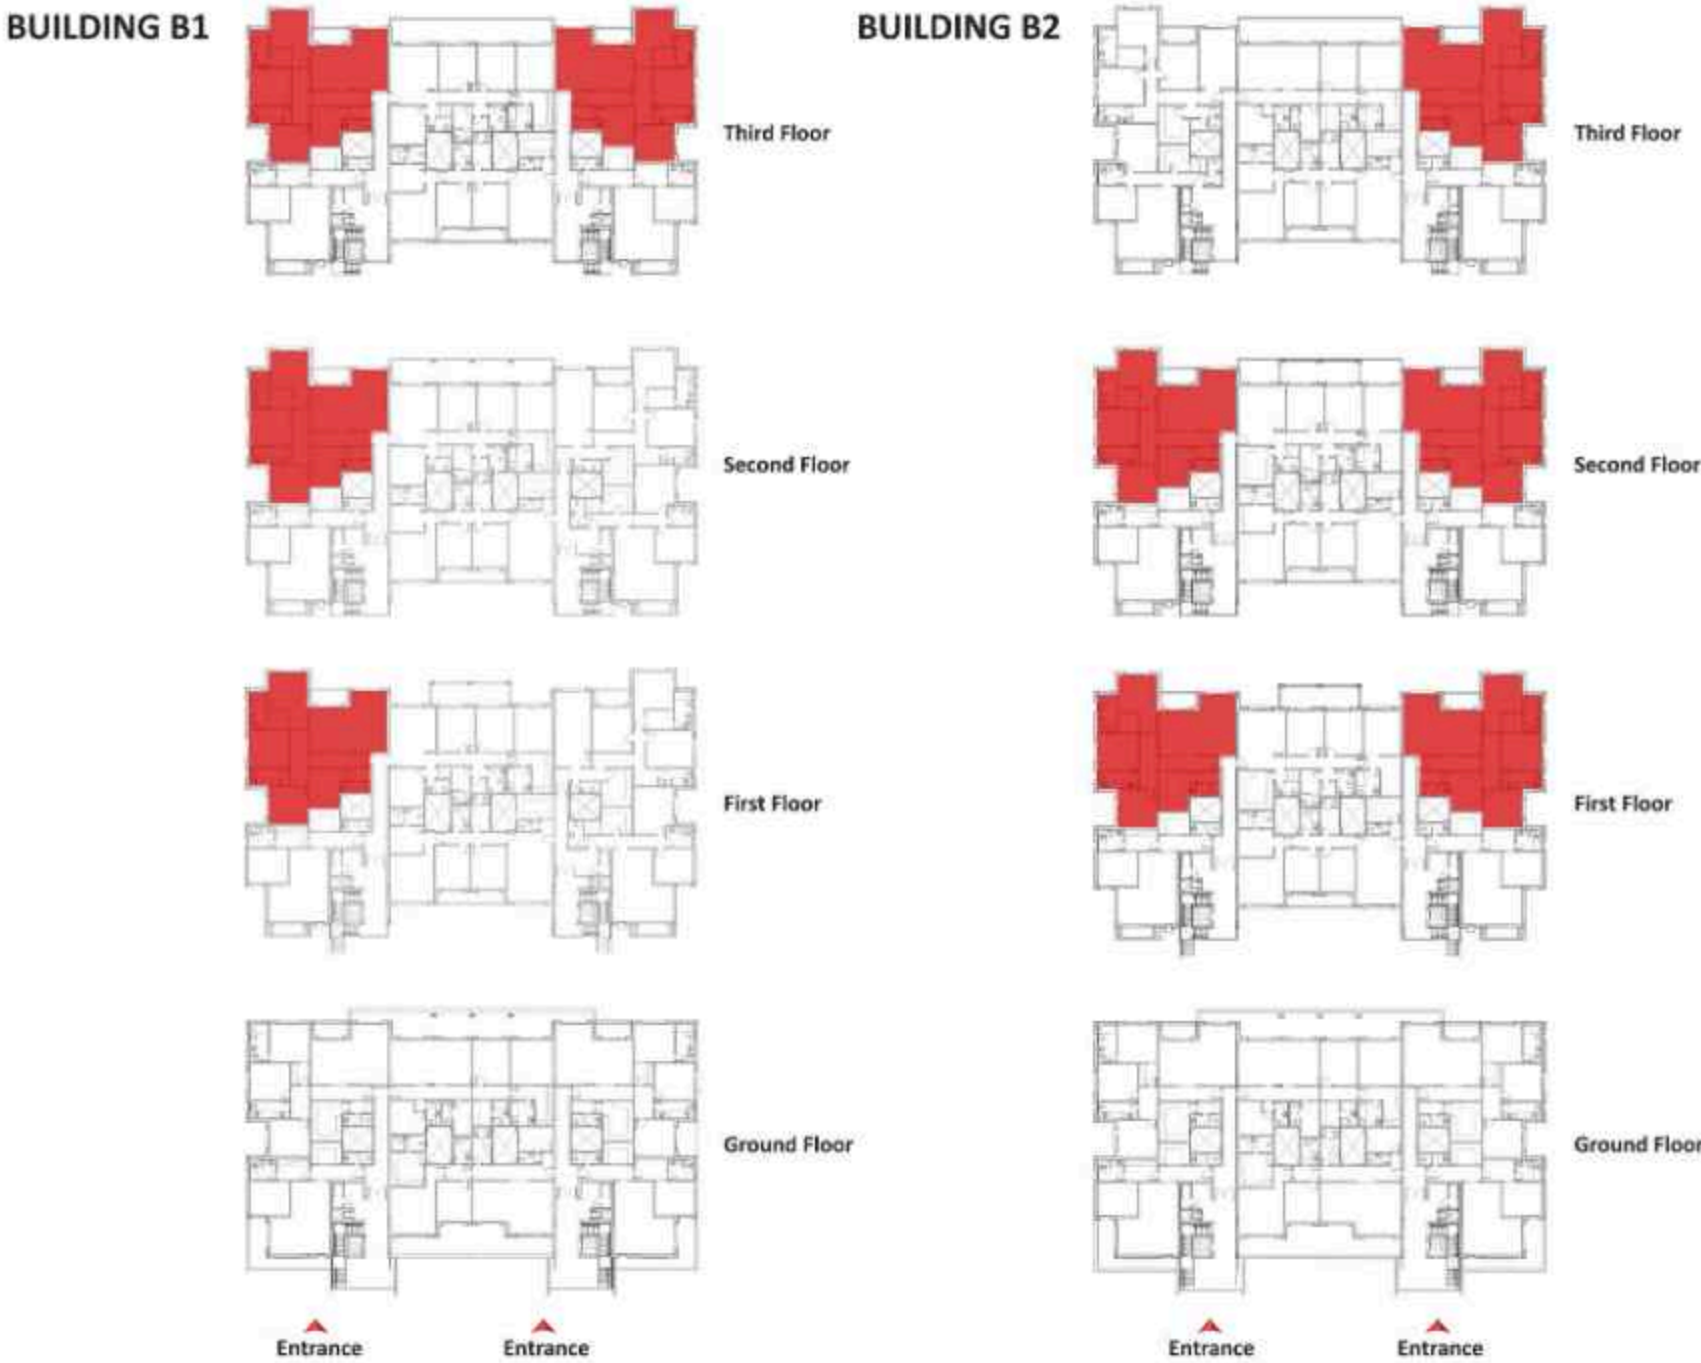 BUILDING B1
BUILDING B2
Third Floor
Third Floor
Second Floor
Second Floor
First Floor
First Floor
Ground Floor
Ground Floor
Entrance
Entrance
Entrance
Entrance